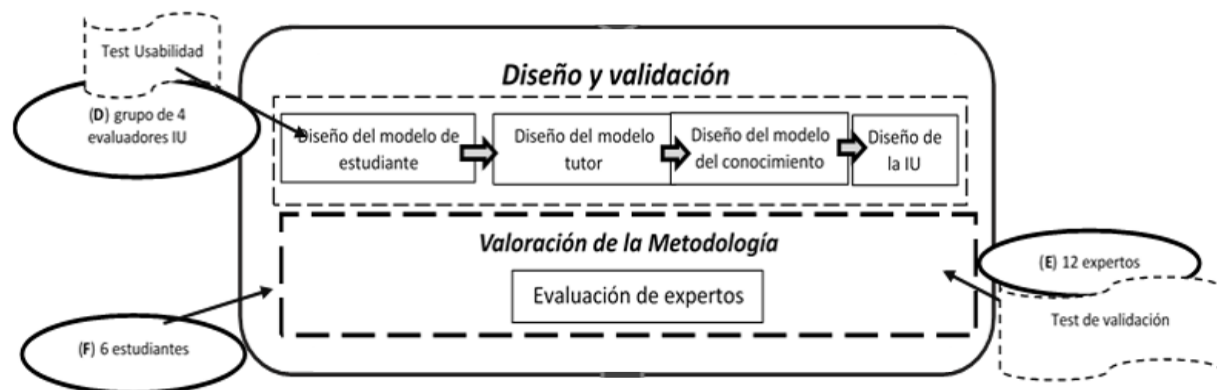 Test Usabilidad
(D) grupo de 4
evaluadores IU
Diseño y validación
Diseño del modelo de
estudiante
Diseño del modelo
tutor
Diseño del modelo
del conocimiento
Diseño de
la IU
Valoración de la Metodología
Evaluación de expertos
(E) 12 expertos
Test de validación
(F) 6 estudiantes